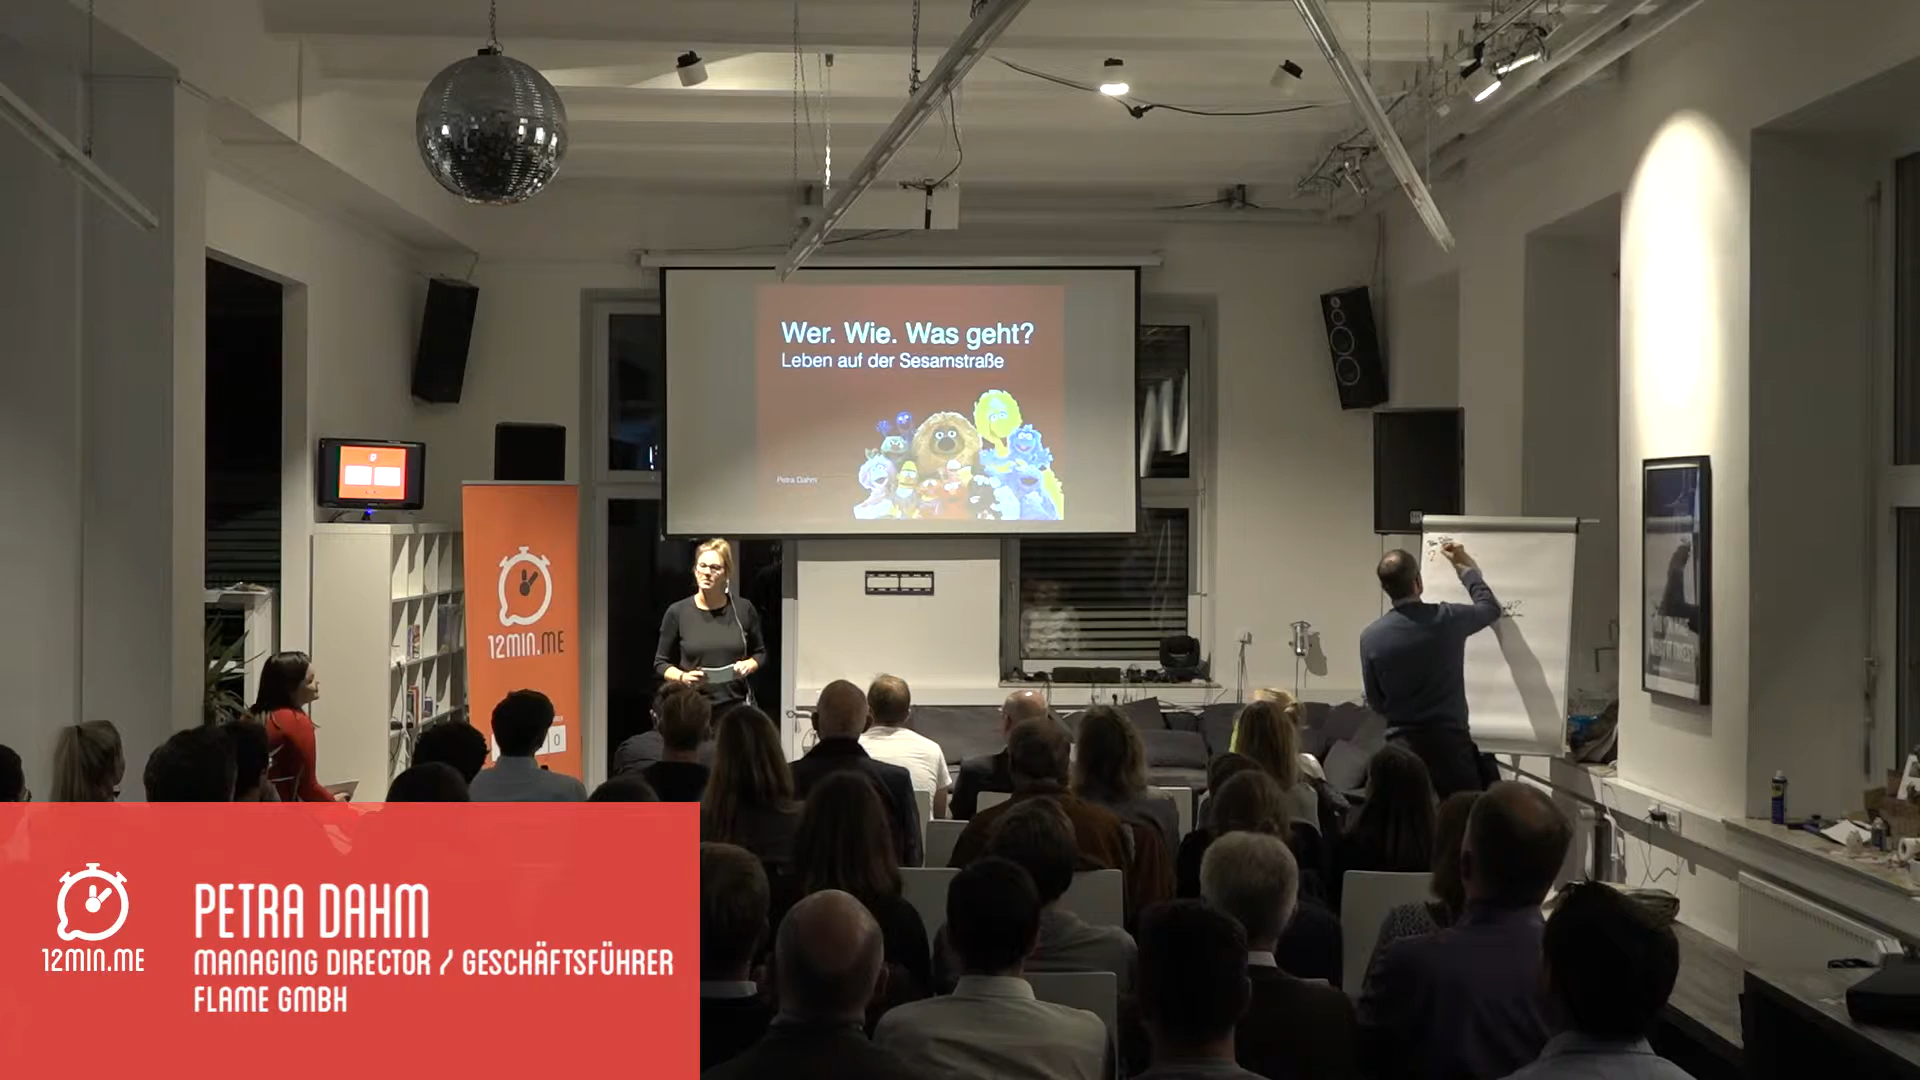 Wer. Wie. Was geht?
Leben auf der Sesamstraße
Petra Dahm
12MIN.ME
0
12MIN.ME
PETRA DAHM
MANAGING DIRECTOR / GESCHÄFTSFÜHRER
FLAME GMBH